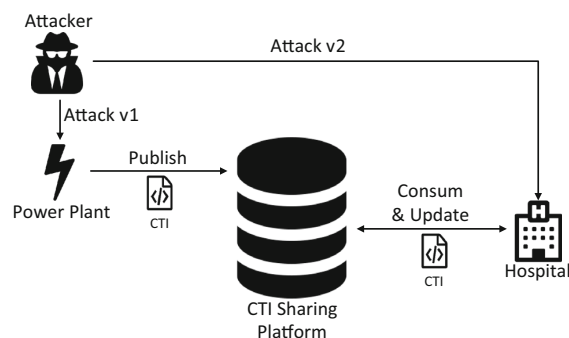 Attacker
Attack v2
Attack v1
Publish
CTI
Power Plant
Consum
& Update
CTI
Hospital
CTI Sharing
Platform